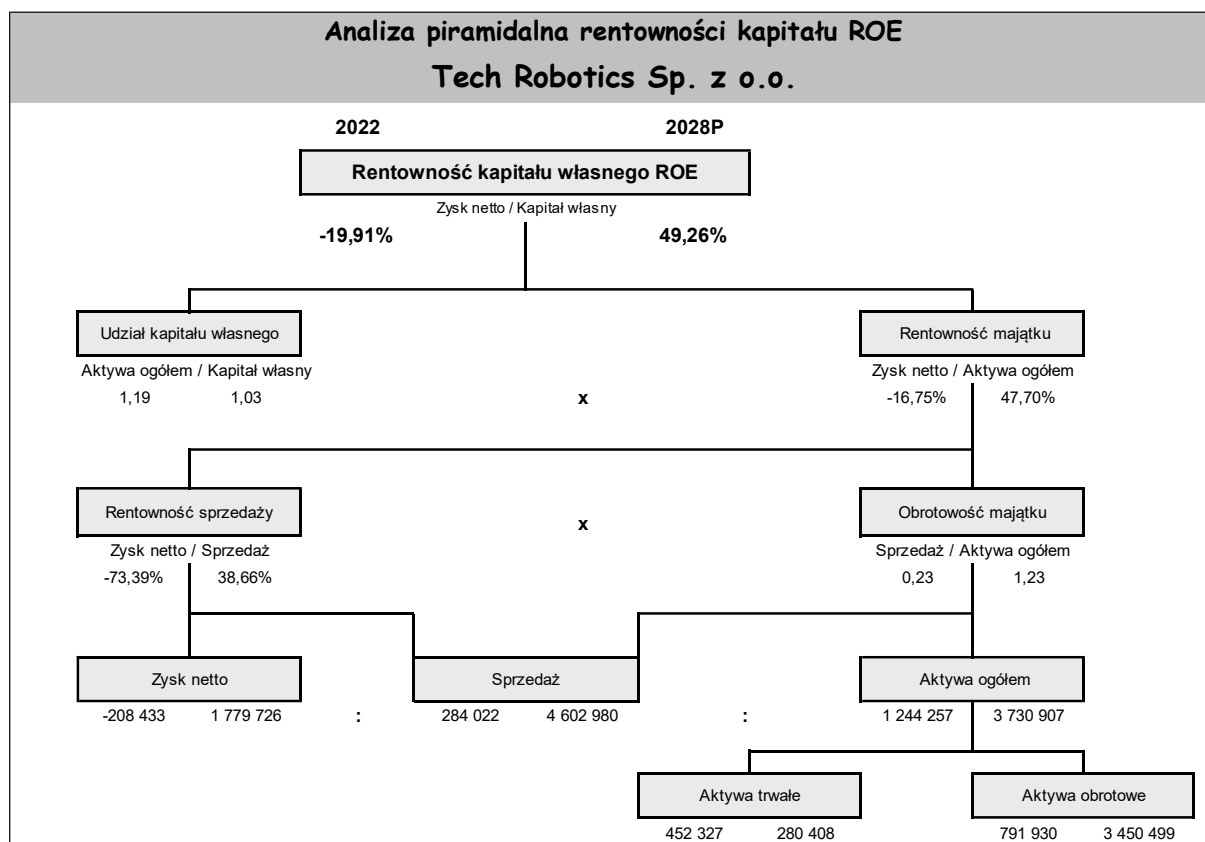 Analiza piramidalna rentowności kapitału ROE
Tech Robotics Sp. z o.o.
2022 2028P
Rentowność kapitału własnego ROE
Zysk netto / Kapitał własny
-19,91% 49,26%
Udział kapitału własnego Rentowność majątku
Aktywa ogółem / Kapitał własny Zysk netto / Aktywa ogółem
1,19 1,03 x -16,75% 47,70%
Rentowność sprzedaży x Obrotowość majątku
Zysk netto / Sprzedaż Sprzedaż / Aktywa ogółem
-73,39% 38,66% 0,23 1,23
Zysk netto Sprzedaż Aktywa ogółem
-208 433 1 779 726 : 284 022 4 602 980 : 1 244 257 3 730 907
Aktywa trwałe Aktywa obrotowe
452 327 280 408 791 930 3 450 499